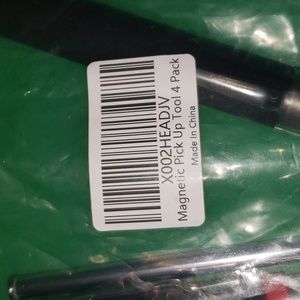 X002HEADJV
Magnetic Pick Up Tool 4 Pack
Made In China